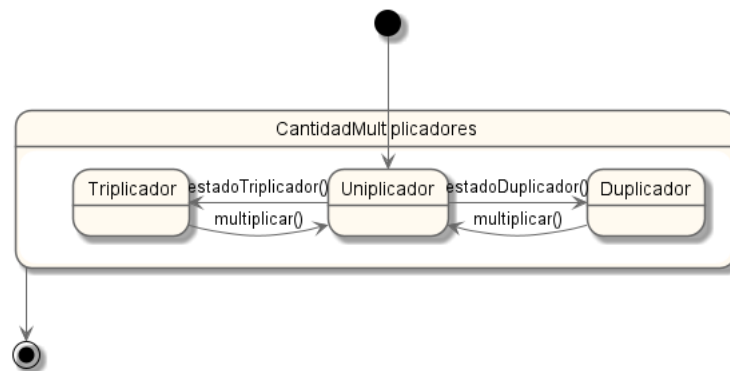 CantidadMultiplicadores
Triplicador
estadoTriplicador()
multiplicar()
Uniplicador
estadoDuplicador()
multiplicar()
Duplicador